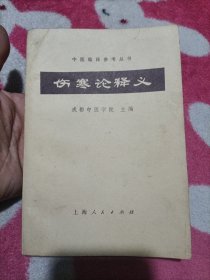 中医临床参考丛书
伤寒论释义
成都中医学院 主编
上海人民出版社